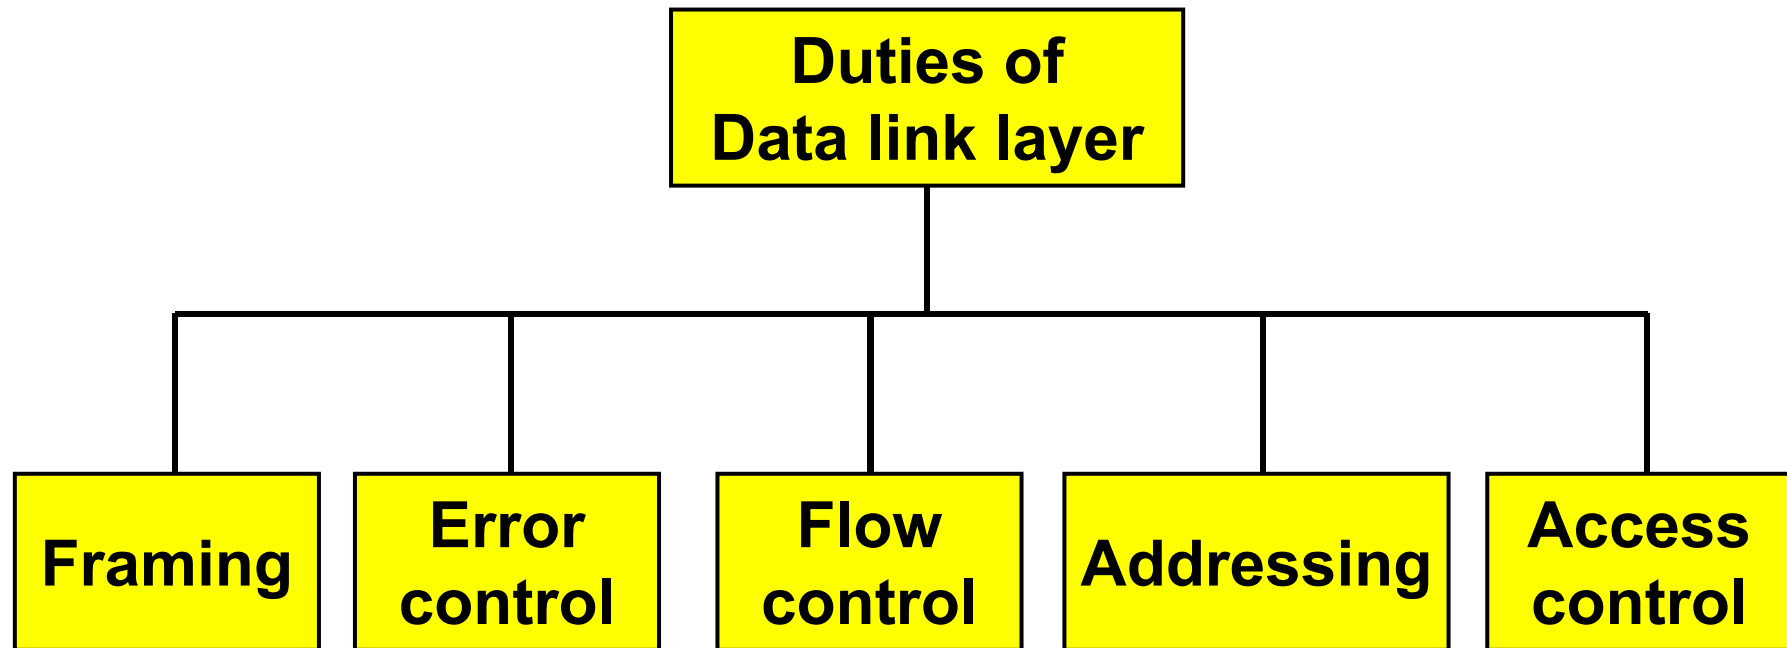 Duties of
Data link layer
Framing
Error
control
Flow
control
Addressing
Access
control